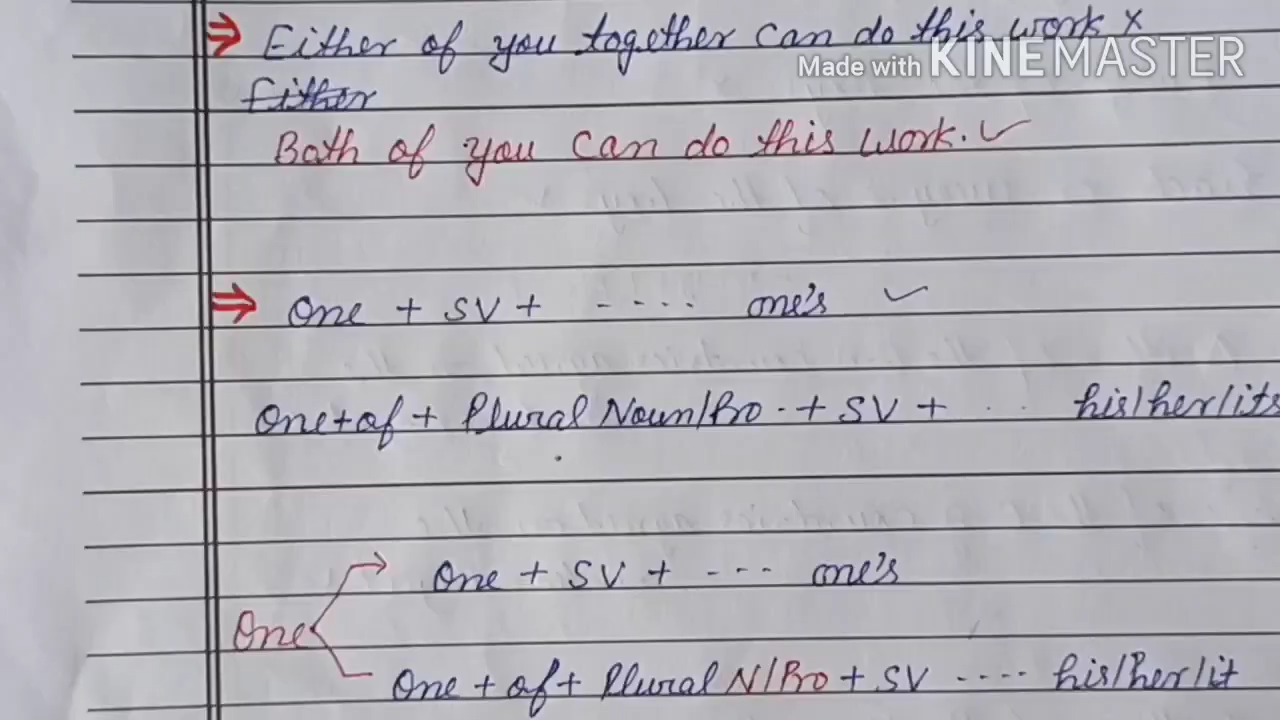 ⇒ Either of you together can do this work ×
Made with KINEMASTER
Either
Both of you can do this work. ✓
⇒ One + SV + - - - - - one's ✓
One + of + Plural Noun/Pro. + SV + . . his/her/its
One + SV + - - - one's
One
One + of + Plural N/Pro + SV - - - - his/her/it